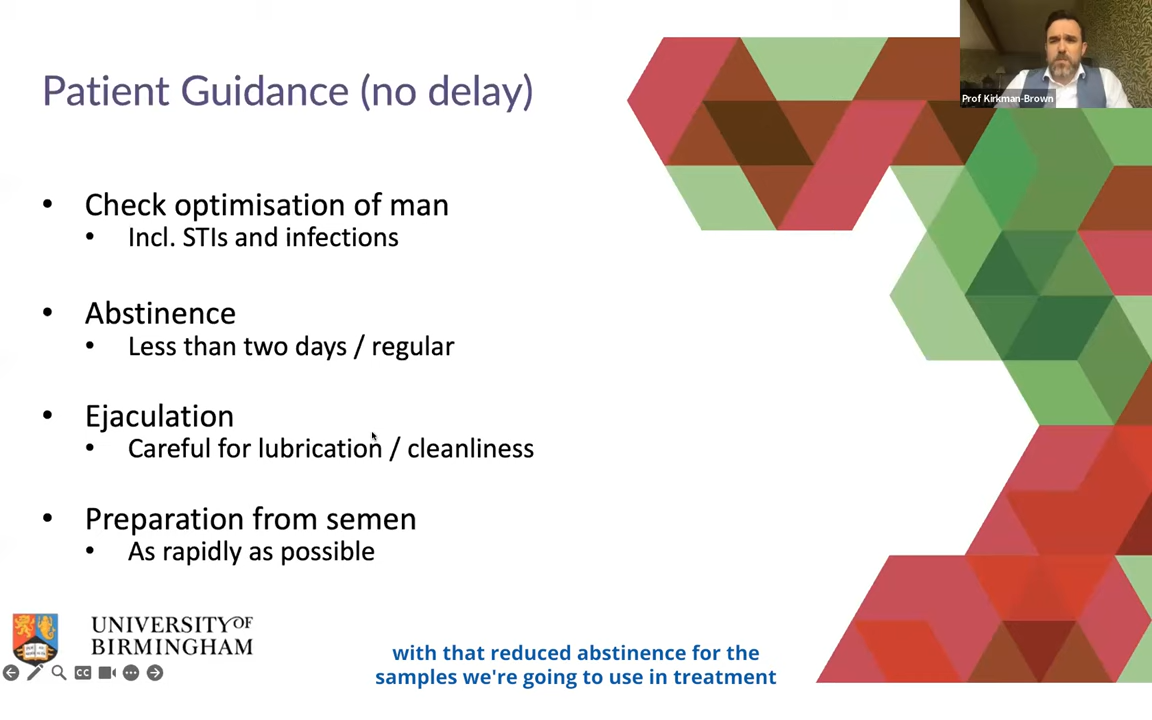 Patient Guidance (no delay)
Prof Kirkman-Brown
• Check optimisation of man
• Incl. STIs and infections
• Abstinence
• Less than two days / regular
• Ejaculation
• Careful for lubrication / cleanliness
• Preparation from semen
• As rapidly as possible
UNIVERSITYOF
BIRMINGHAM
CC
with that reduced abstinence for the
samples we're going to use in treatment